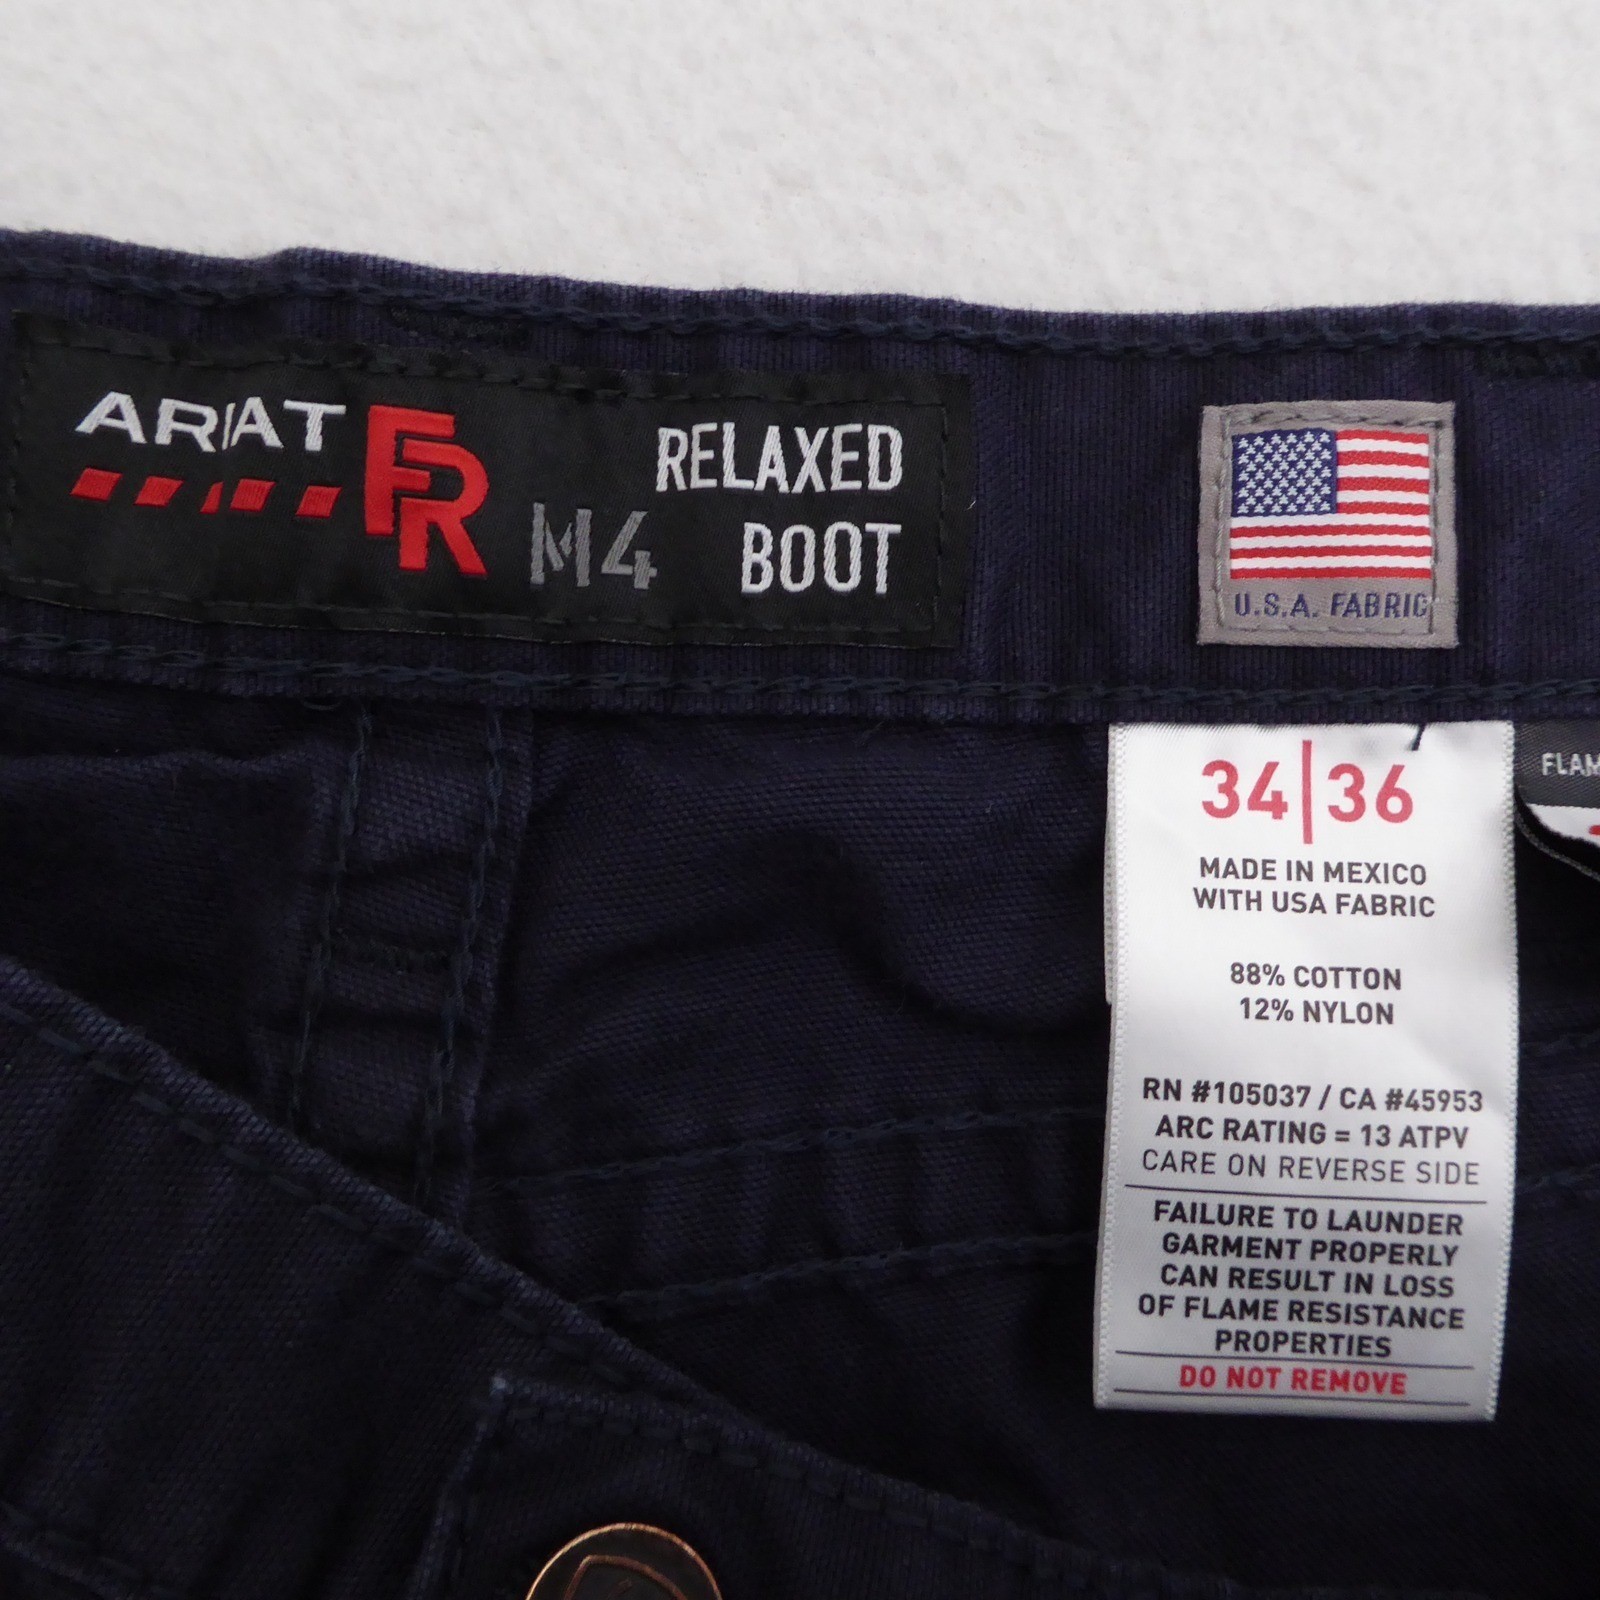 ARIAT FR
M4
RELAXED
BOOT
U.S.A. FABRIC
34|36
MADE IN MEXICO
WITH USA FABRIC
88% COTTON
12% NYLON
RN #105037 / CA #45953
ARC RATING = 13 ATPV
CARE ON REVERSE SIDE
FAILURE TO LAUNDER
GARMENT PROPERLY
CAN RESULT IN LOSS
OF FLAME RESISTANCE
PROPERTIES
DO NOT REMOVE
FLAM